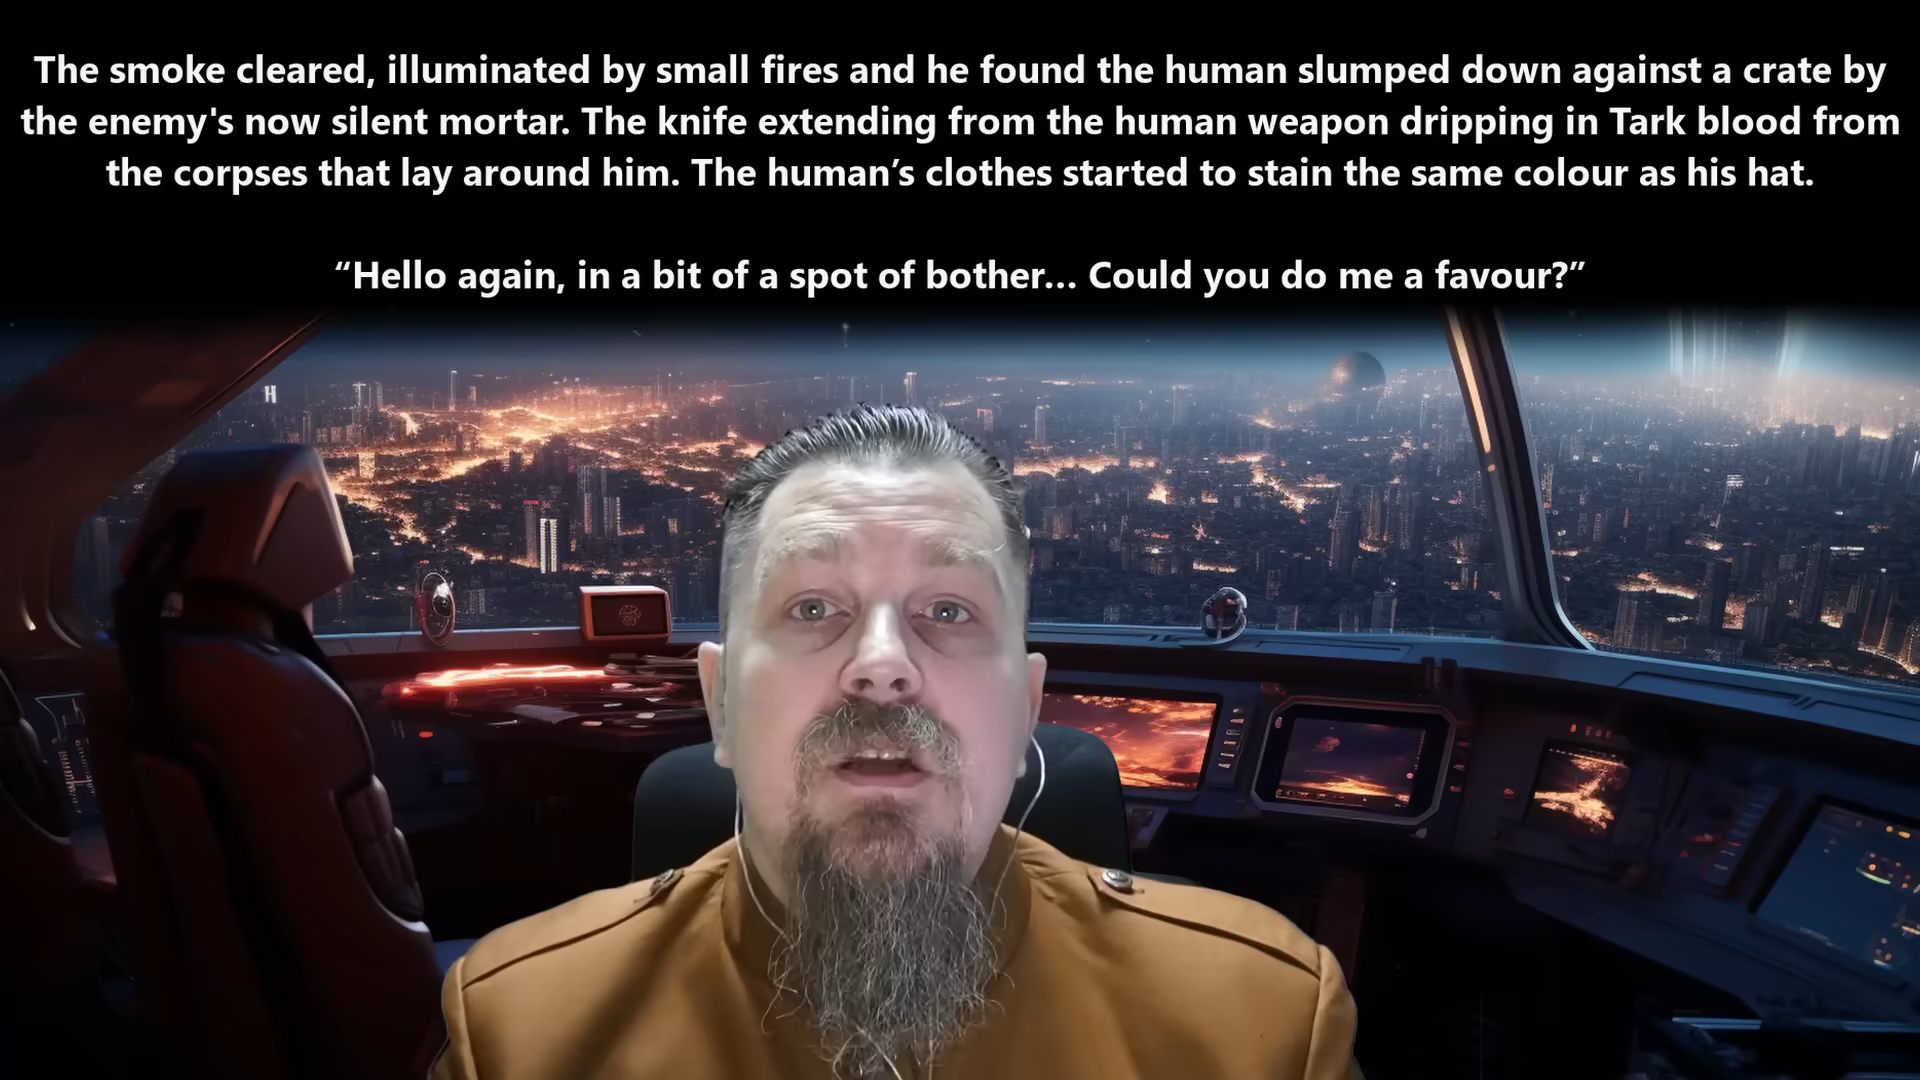 The smoke cleared, illuminated by small fires and he found the human slumped down against a crate by
the enemy's now silent mortar. The knife extending from the human weapon dripping in Tark blood from
the corpses that lay around him. The human’s clothes started to stain the same colour as his hat.
“Hello again, in a bit of a spot of bother... Could you do me a favour?”